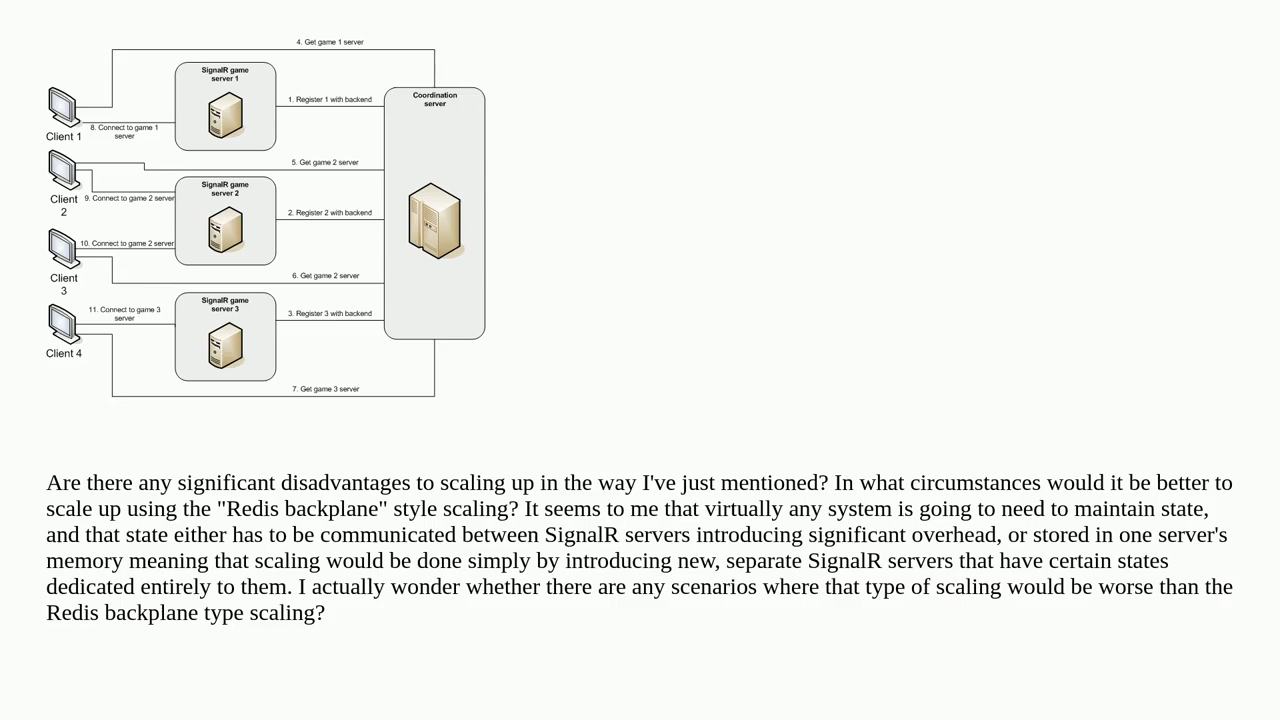 4. Get game 1 server
SignalR game
server 1
Coordination
server
1. Register 1 with backend
Client 1
8. Connect to game 1
server
5. Get game 2 server
SignalR game
server 2
Client
2
9. Connect to game 2 server
2. Register 2 with backend
10. Connect to game 2 server
Client
3
6. Get game 2 server
SignalR game
server 3
11. Connect to game 3
server
3. Register 3 with backend
Client 4
7. Get game 3 server
Are there any significant disadvantages to scaling up in the way I've just mentioned? In what circumstances would it be better to
scale up using the "Redis backplane" style scaling? It seems to me that virtually any system is going to need to maintain state,
and that state either has to be communicated between SignalR servers introducing significant overhead, or stored in one server's
memory meaning that scaling would be done simply by introducing new, separate SignalR servers that have certain states
dedicated entirely to them. I actually wonder whether there are any scenarios where that type of scaling would be worse than the
Redis backplane type scaling?